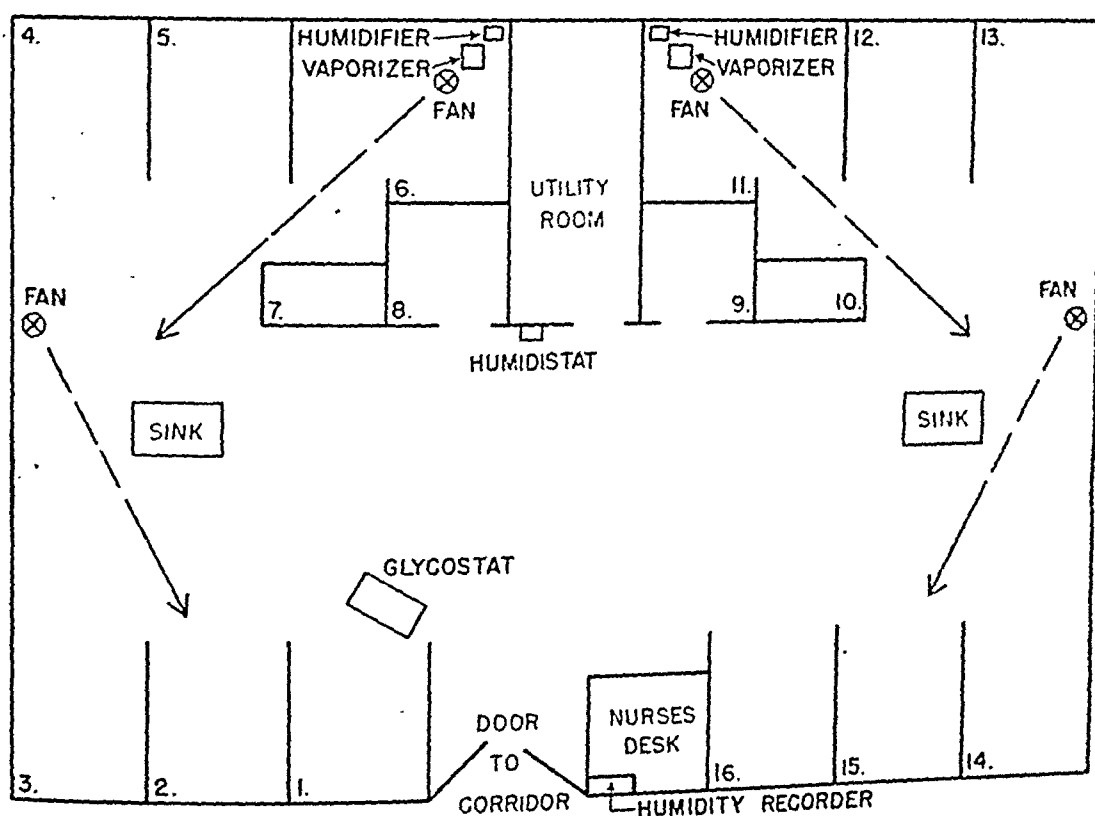 4.
5.
HUMIDIFIER
VAPORIZER
FAN
HUMIDIFIER
VAPORIZER
FAN
12.
13.
6.
UTILITY
ROOM
11.
FAN
7.
8.
9.
10.
FAN
HUMIDISTAT
SINK
SINK
GLYCOSTAT
DOOR
TO
CORRIDOR
NURSES
DESK
3.
2.
1.
16.
15.
14.
HUMIDITY RECORDER